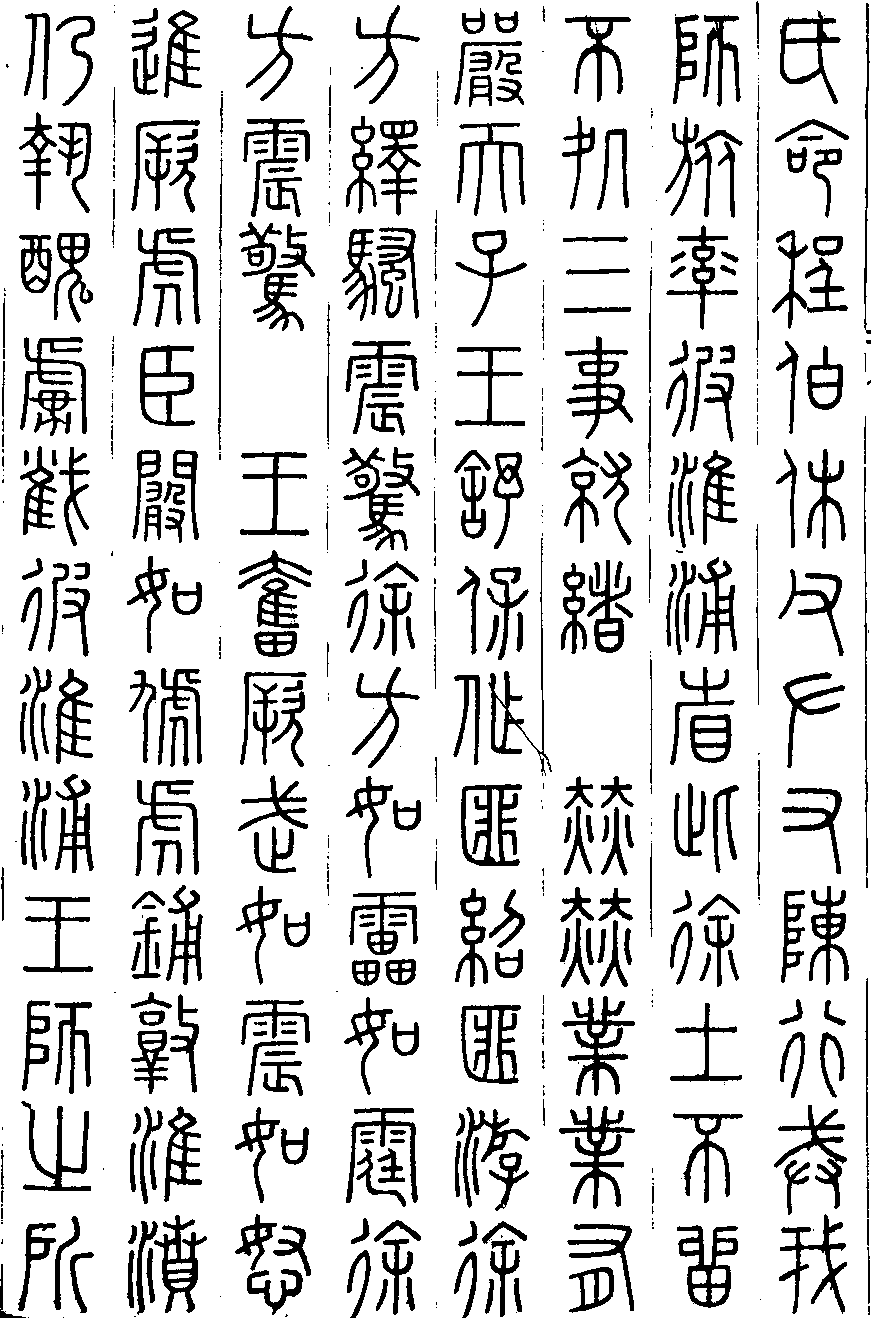 氏命程伯休父左右陳行戒我
師旅率彼淮浦省此徐土不留
不処三事就緒　赫赫業業有
嚴天子王舒保作匪紹匪游徐
方繹騷震驚徐方如雷如霆徐
方震驚　王奮厥武如震如怒
進厥虎臣闞如虓虎鋪敦淮濆
仍執醜虜截彼淮浦王師之所